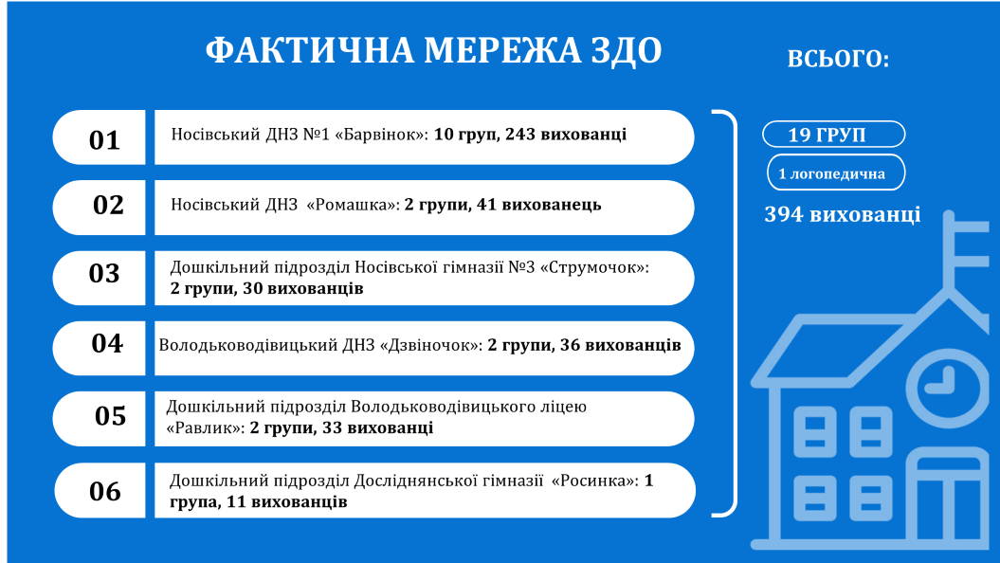 ФАКТИЧНА МЕРЕЖА ЗДО
ВСЬОГО:
01
Носівський ДНЗ №1 «Барвінок»: 10 груп, 243 вихованці
02
Носівський ДНЗ «Ромашка»: 2 групи, 41 вихованець
03
Дошкільний підрозділ Носівської гімназії №3 «Струмочок»:
2 групи, 30 вихованців
04
Володьководівицький ДНЗ «Дзвіночок»: 2 групи, 36 вихованців
05
Дошкільний підрозділ Володьководівицького ліцею
«Равлик»: 2 групи, 33 вихованці
06
Дошкільний підрозділ Досліднянської гімназії «Росинка»: 1
група, 11 вихованців
19 ГРУП
1 логопедична
394 вихованці